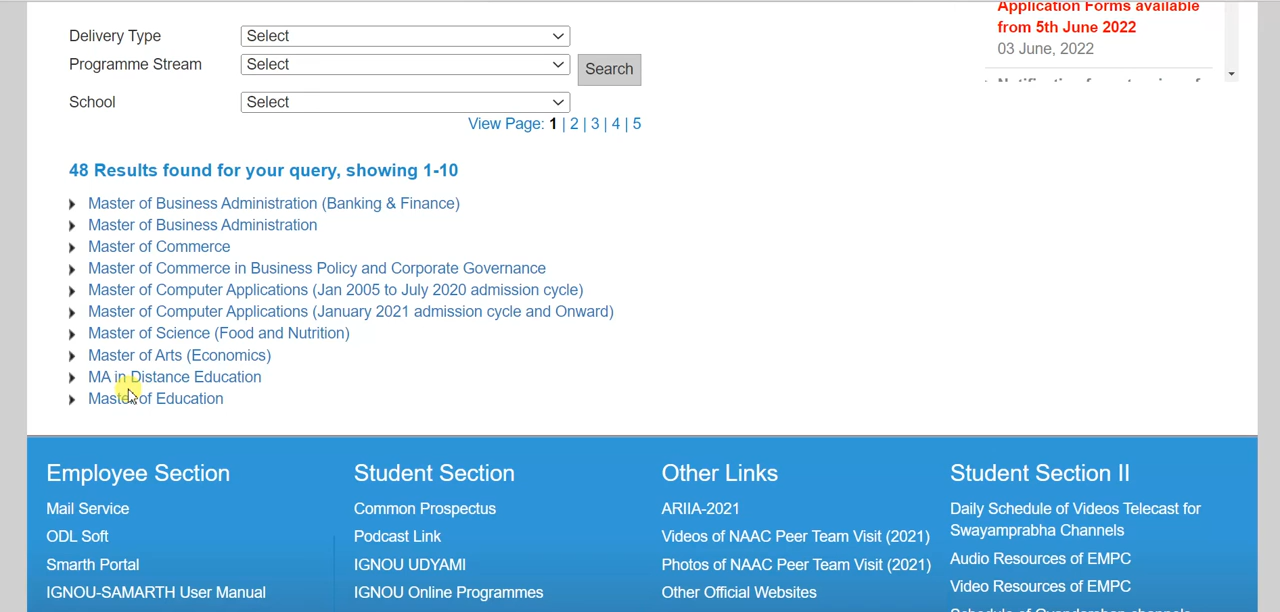 Application Forms available
from 5th June 2022
03 June, 2022
Delivery Type
Select
Programme Stream
Select
Search
School
Select
View Page: 1 | 2 | 3 | 4 | 5
48 Results found for your query, showing 1-10
Master of Business Administration (Banking & Finance)
Master of Business Administration
Master of Commerce
Master of Commerce in Business Policy and Corporate Governance
Master of Computer Applications (Jan 2005 to July 2020 admission cycle)
Master of Computer Applications (January 2021 admission cycle and Onward)
Master of Science (Food and Nutrition)
Master of Arts (Economics)
MA in Distance Education
Master of Education
Employee Section
Mail Service
ODL Soft
Smarth Portal
IGNOU-SAMARTH User Manual
Student Section
Common Prospectus
Podcast Link
IGNOU UDYAMI
IGNOU Online Programmes
Other Links
ARIIA-2021
Videos of NAAC Peer Team Visit (2021)
Photos of NAAC Peer Team Visit (2021)
Other Official Websites
Student Section II
Daily Schedule of Videos Telecast for
Swayamprabha Channels
Audio Resources of EMPC
Video Resources of EMPC